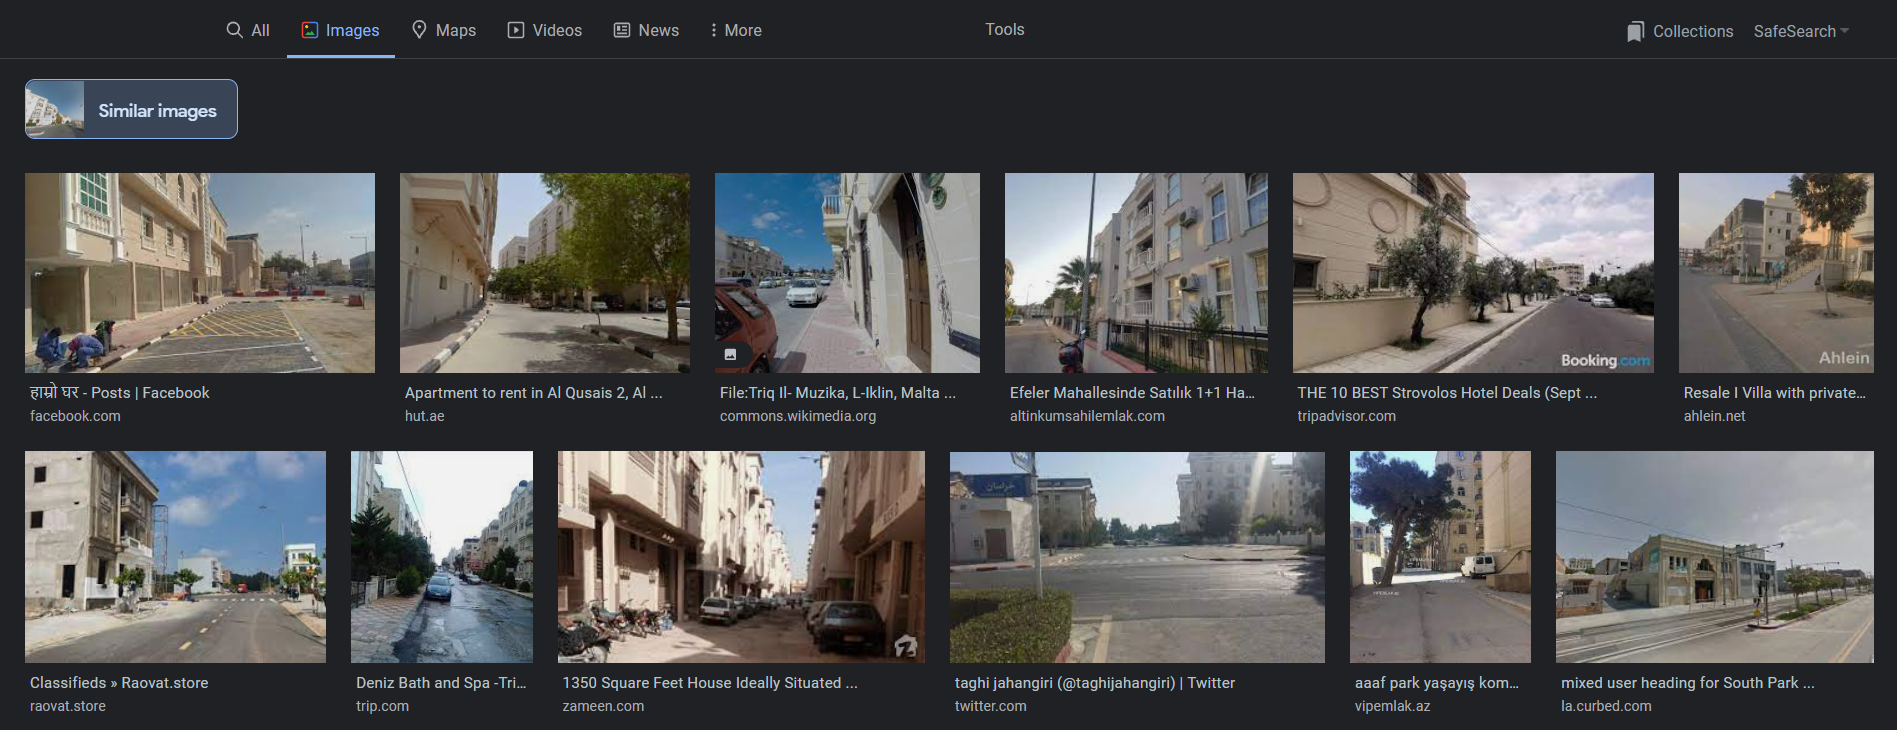 All
Images
Maps
Videos
News
More
Tools
Collections
SafeSearch
Similar images
Booking.com
Ahlein
हाम्रो घर - Posts | Facebook
facebook.com
Apartment to rent in Al Qusais 2, Al ...
hut.ae
File:Triq Il- Muzika, L-Iklin, Malta ...
commons.wikimedia.org
Efeler Mahallesinde Satılık 1+1 Ha...
altinkumsahilemlak.com
THE 10 BEST Strovolos Hotel Deals (Sept ...
tripadvisor.com
Resale I Villa with private...
ahlein.net
خراسان
Classifieds » Raovat.store
raovat.store
Deniz Bath and Spa -Tri...
trip.com
1350 Square Feet House Ideally Situated ...
zameen.com
taghi jahangiri (@taghijahangiri) | Twitter
twitter.com
aaaf park yaşayış kom...
vipemlak.az
mixed user heading for South Park ...
la.curbed.com